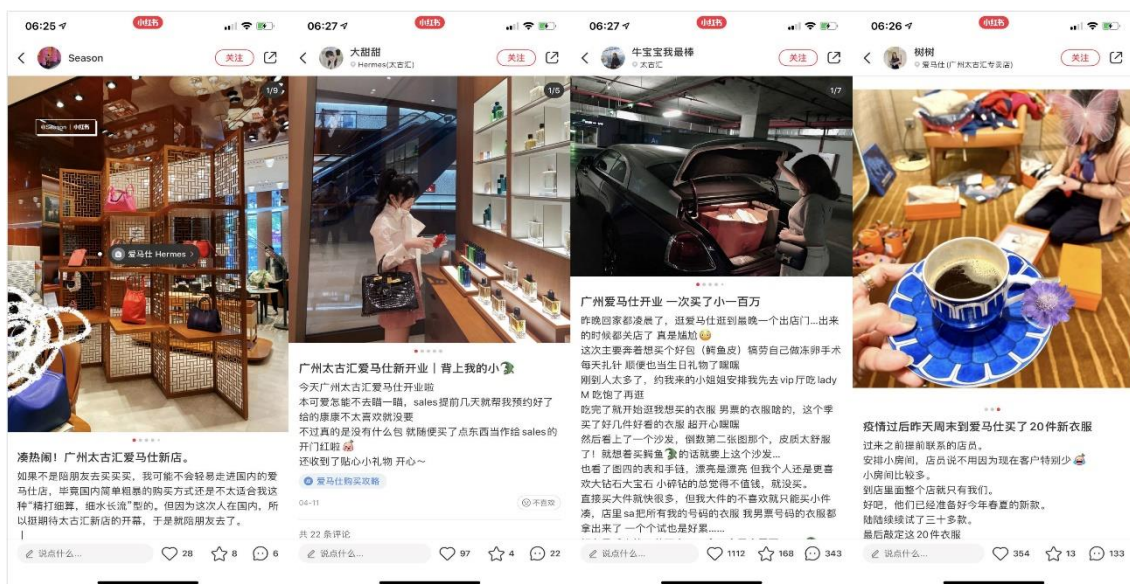 06:25
小红书
Season
关注
1/9
@Season | 小红书
爱马仕 Hermes >
凑热闹！广州太古汇爱马仕新店。
如果不是陪朋友去买买买，我可能不会轻易走进国内的爱
马仕店，毕竟国内简单粗暴的购买方式还是不太适合我这
种“精打细算，细水长流”型的。但因为这次人在国内，所
以挺期待太古汇新店的开幕，于是就陪朋友去了。
|
说点什么...
28
8
6
06:27
小红书
大甜甜
Hermes(太古汇)
关注
1/5
广州太古汇爱马仕新开业｜背上我的小🐊
今天广州太古汇爱马仕开业啦
本可爱怎能不去瞄一瞄，sales提前几天就帮我预约好了
给的康康不太喜欢就没要
不过真的是没有什么包 就随便买了点东西当作给sales的
开门红啦
还收到了贴心小礼物 开心～
爱马仕购买攻略
04-11
不喜欢
共 22 条评论
说点什么...
97
4
22
06:27
小红书
牛宝宝我最棒
太古汇
关注
1/7
广州爱马仕开业 一次买了小一百万
昨晚回家都凌晨了，逛爱马仕逛到最晚一个出店门...出来
的时候都关店了 真是尴尬😳
这次主要奔着想买个好包（鳄鱼皮）犒劳自己做冻卵手术
每天扎针 顺便也当生日礼物了嘿嘿
刚到人太多了，约我来的小姐姐安排我先去vip厅吃lady
M 吃饱了再逛
吃完了就开始逛我想买的衣服 男票的衣服啥的，这个季
买了好几件好看的衣服 超开心嘿嘿
然后看上了一个沙发，倒数第二张图那个，皮质太舒服
了！就想着买鳄鱼🐊的话就要上这个沙发...
也看了图四的表和手链，漂亮是漂亮 但我个人还是更喜
欢大钻石大宝石 小碎钻的总觉得不值钱，就没买。
直接买大件就快很多，但我大件的不喜欢就只能买小件
凑，店里sa把所有我的号码的衣服 我男票号码的衣服都
拿出来了 一个个试也是好累......
说点什么...
1112
168
343
06:26
小红书
树树
爱马仕(广州太古汇专卖店)
关注
疫情过后昨天周末到爱马仕买了20件新衣服
过来之前提前联系的店员。
安排小房间，店员说不用因为现在客户特别少
小房间比较多。
到店里面整个店就只有我们。
好吧，他们已经准备好今年春夏的新款。
陆陆续续试了三十多款。
最后敲定这20件衣服
说点什么...
354
13
133